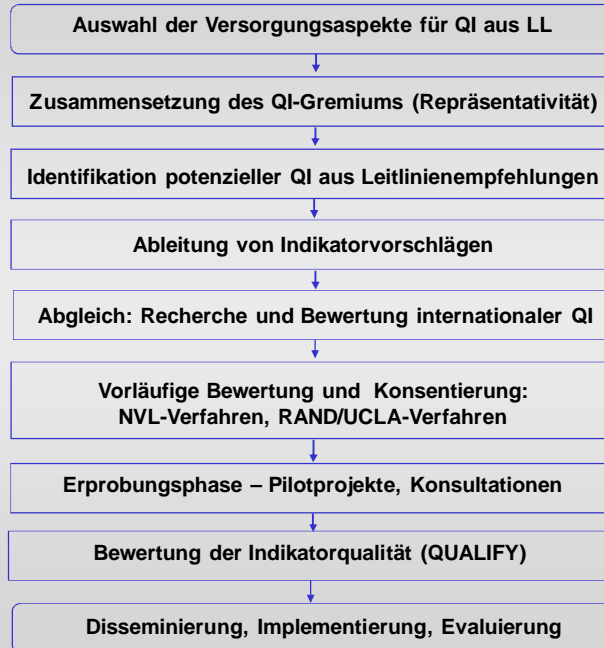 Auswahl der Versorgungsaspekte für QI aus LL
Zusammensetzung des QI-Gremiums (Repräsentativität)
Identifikation potenzieller QI aus Leitlinienempfehlungen
Ableitung von Indikatorvorschlägen
Abgleich: Recherche und Bewertung internationaler QI
Vorläufige Bewertung und Konsentierung:
NVL-Verfahren, RAND/UCLA-Verfahren
Erprobungsphase – Pilotprojekte, Konsultationen
Bewertung der Indikatorqualität (QUALIFY)
Disseminierung, Implementierung, Evaluierung